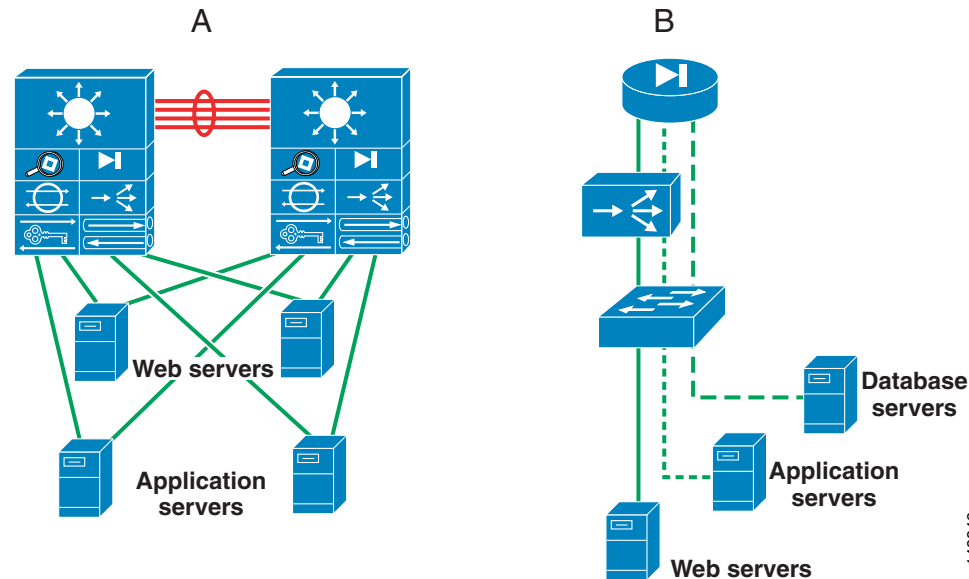 A
B
Web servers
Application
servers
Database
servers
Application
servers
Web servers